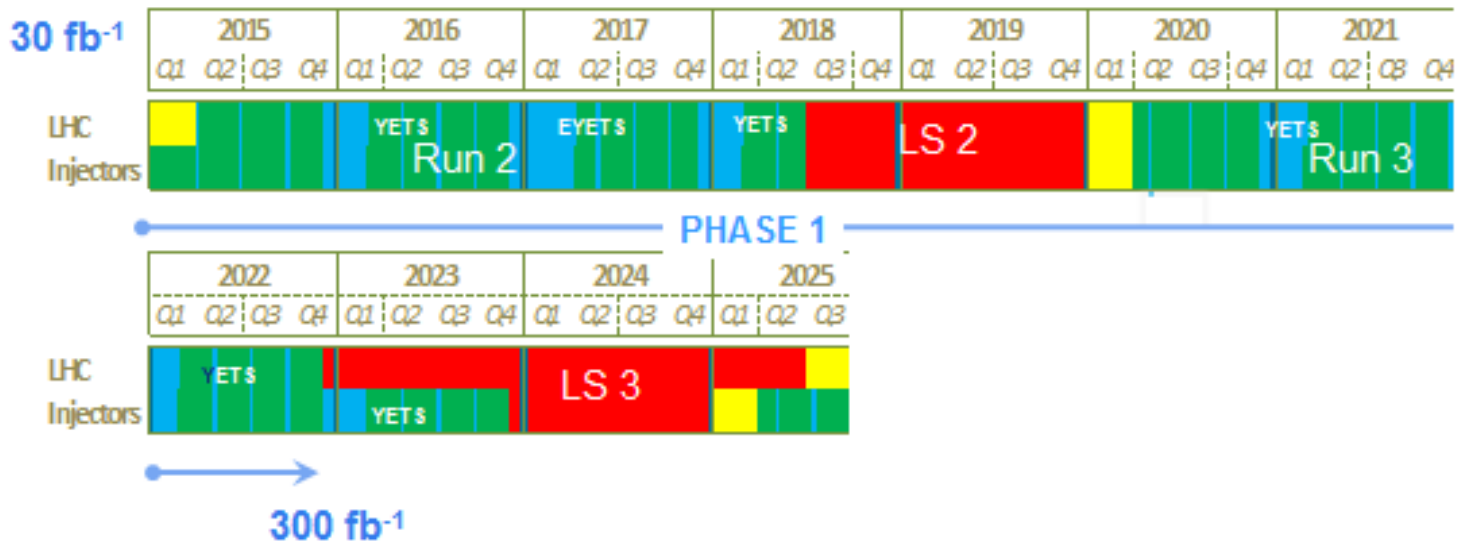 30 fb-1
2015 2016 2017 2018 2019 2020 2021
Q1 Q2 Q3 Q4 Q1 Q2 Q3 Q4 Q1 Q2 Q3 Q4 Q1 Q2 Q3 Q4 Q1 Q2 Q3 Q4 Q1 Q2 Q3 Q4 Q1 Q2 Q3 Q4
LHC YETS EYETS YETS LS 2 YETS
Injectors Run 2 Run 3
PHASE 1
2022 2023 2024 2025
Q1 Q2 Q3 Q4 Q1 Q2 Q3 Q4 Q1 Q2 Q3 Q4 Q1 Q2 Q3
LHC YETS LS 3
Injectors YETS
300 fb-1